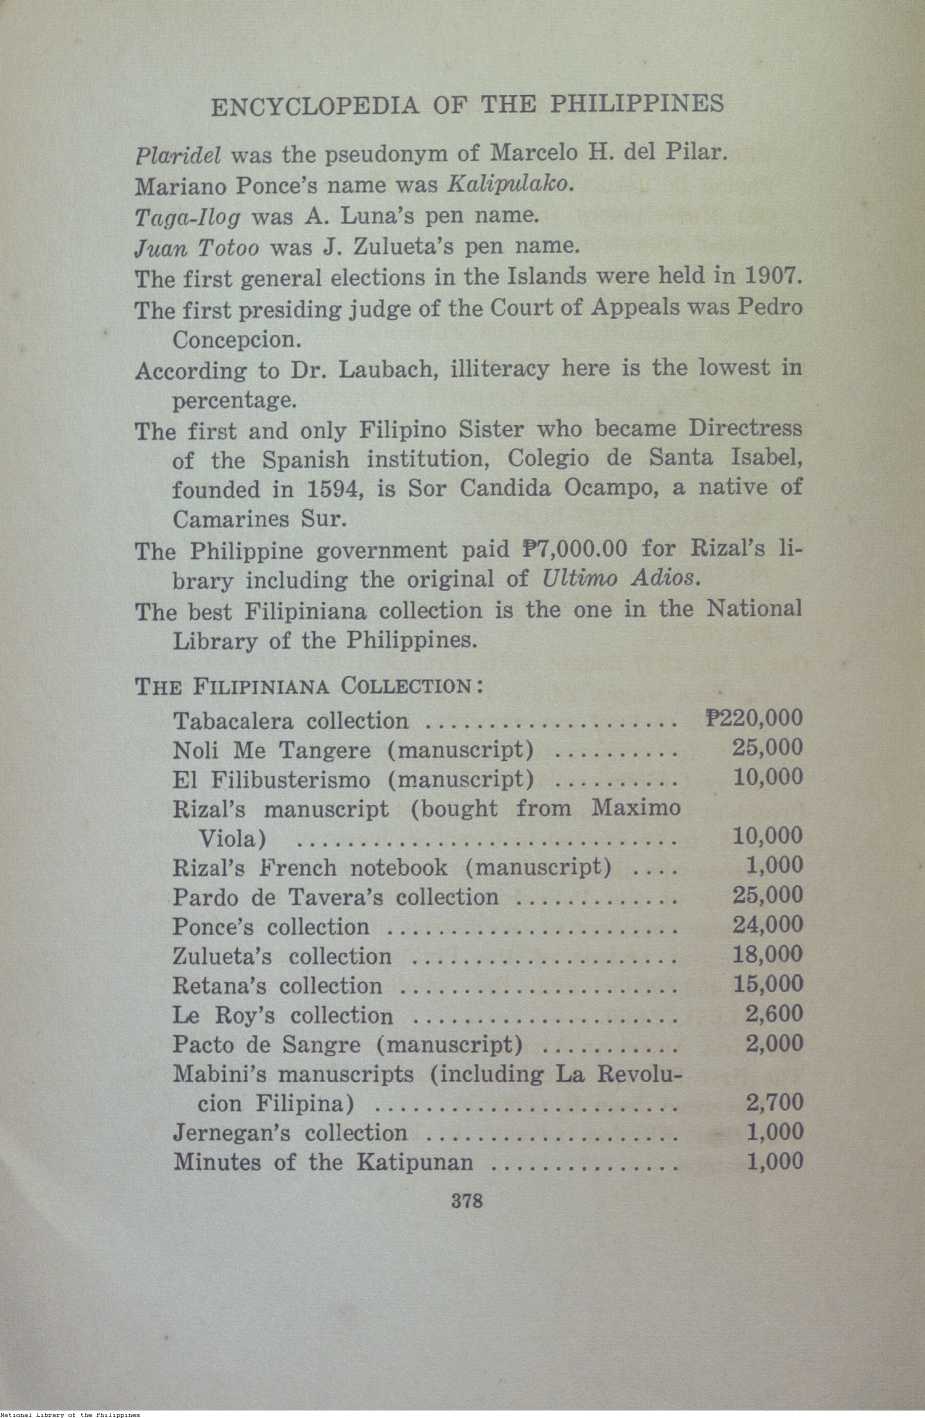 ENCYCLOPEDIA OF THE PHILIPPINES
Plaridel was the pseudonym of Marcelo H. del Pilar.
Mariano Ponce's name was Kalipulako.
Taga-Ilog was A. Luna's pen name.
Juan Totoo was J. Zulueta's pen name.
The first general elections in the Islands were held in 1907.
The first presiding judge of the Court of Appeals was Pedro
Concepcion.
According to Dr. Laubach, illiteracy here is the lowest in
percentage.
The first and only Filipino Sister who became Directress
of the Spanish institution, Colegio de Santa Isabel,
founded in 1594, is Sor Candida Ocampo, a native of
Camarines Sur.
The Philippine government paid ₱7,000.00 for Rizal's li-
brary including the original of Ultimo Adios.
The best Filipiniana collection is the one in the National
Library of the Philippines.
THE FILIPINIANA COLLECTION:
Tabacalera collection .................... ₱220,000
Noli Me Tangere (manuscript) .......... 25,000
El Filibusterismo (manuscript) .......... 10,000
Rizal's manuscript (bought from Maximo
Viola) .............................. 10,000
Rizal's French notebook (manuscript) .... 1,000
Pardo de Tavera's collection ............. 25,000
Ponce's collection ....................... 24,000
Zulueta's collection ..................... 18,000
Retana's collection ...................... 15,000
Le Roy's collection ..................... 2,600
Pacto de Sangre (manuscript) ........... 2,000
Mabini's manuscripts (including La Revolu-
cion Filipina) ........................ 2,700
Jernegan's collection .................... 1,000
Minutes of the Katipunan ............... 1,000
378
National Library of the Philippines